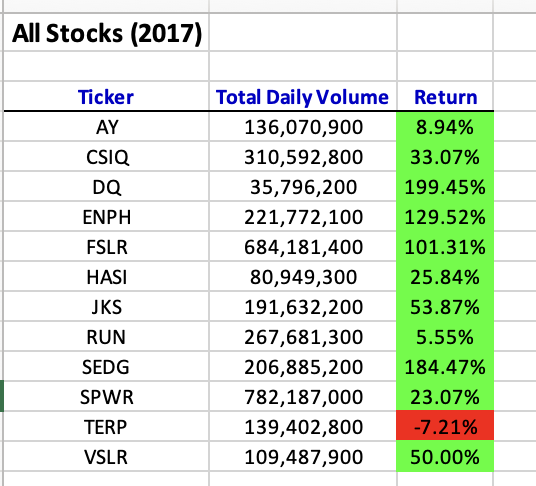 All Stocks (2017)
Ticker Total Daily Volume Return
AY 136,070,900 8.94%
CSIQ 310,592,800 33.07%
DQ 35,796,200 199.45%
ENPH 221,772,100 129.52%
FSLR 684,181,400 101.31%
HASI 80,949,300 25.84%
JKS 191,632,200 53.87%
RUN 267,681,300 5.55%
SEDG 206,885,200 184.47%
SPWR 782,187,000 23.07%
TERP 139,402,800 -7.21%
VSLR 109,487,900 50.00%